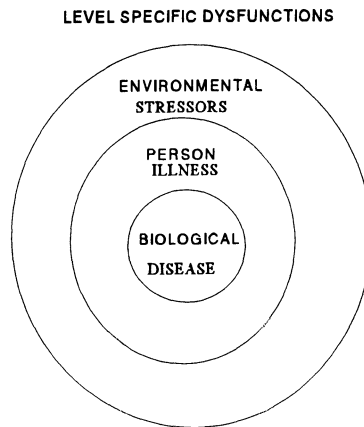 LEVEL SPECIFIC DYSFUNCTIONS
ENVIRONMENTAL
STRESSORS
PERSON
ILLNESS
BIOLOGICAL
DISEASE